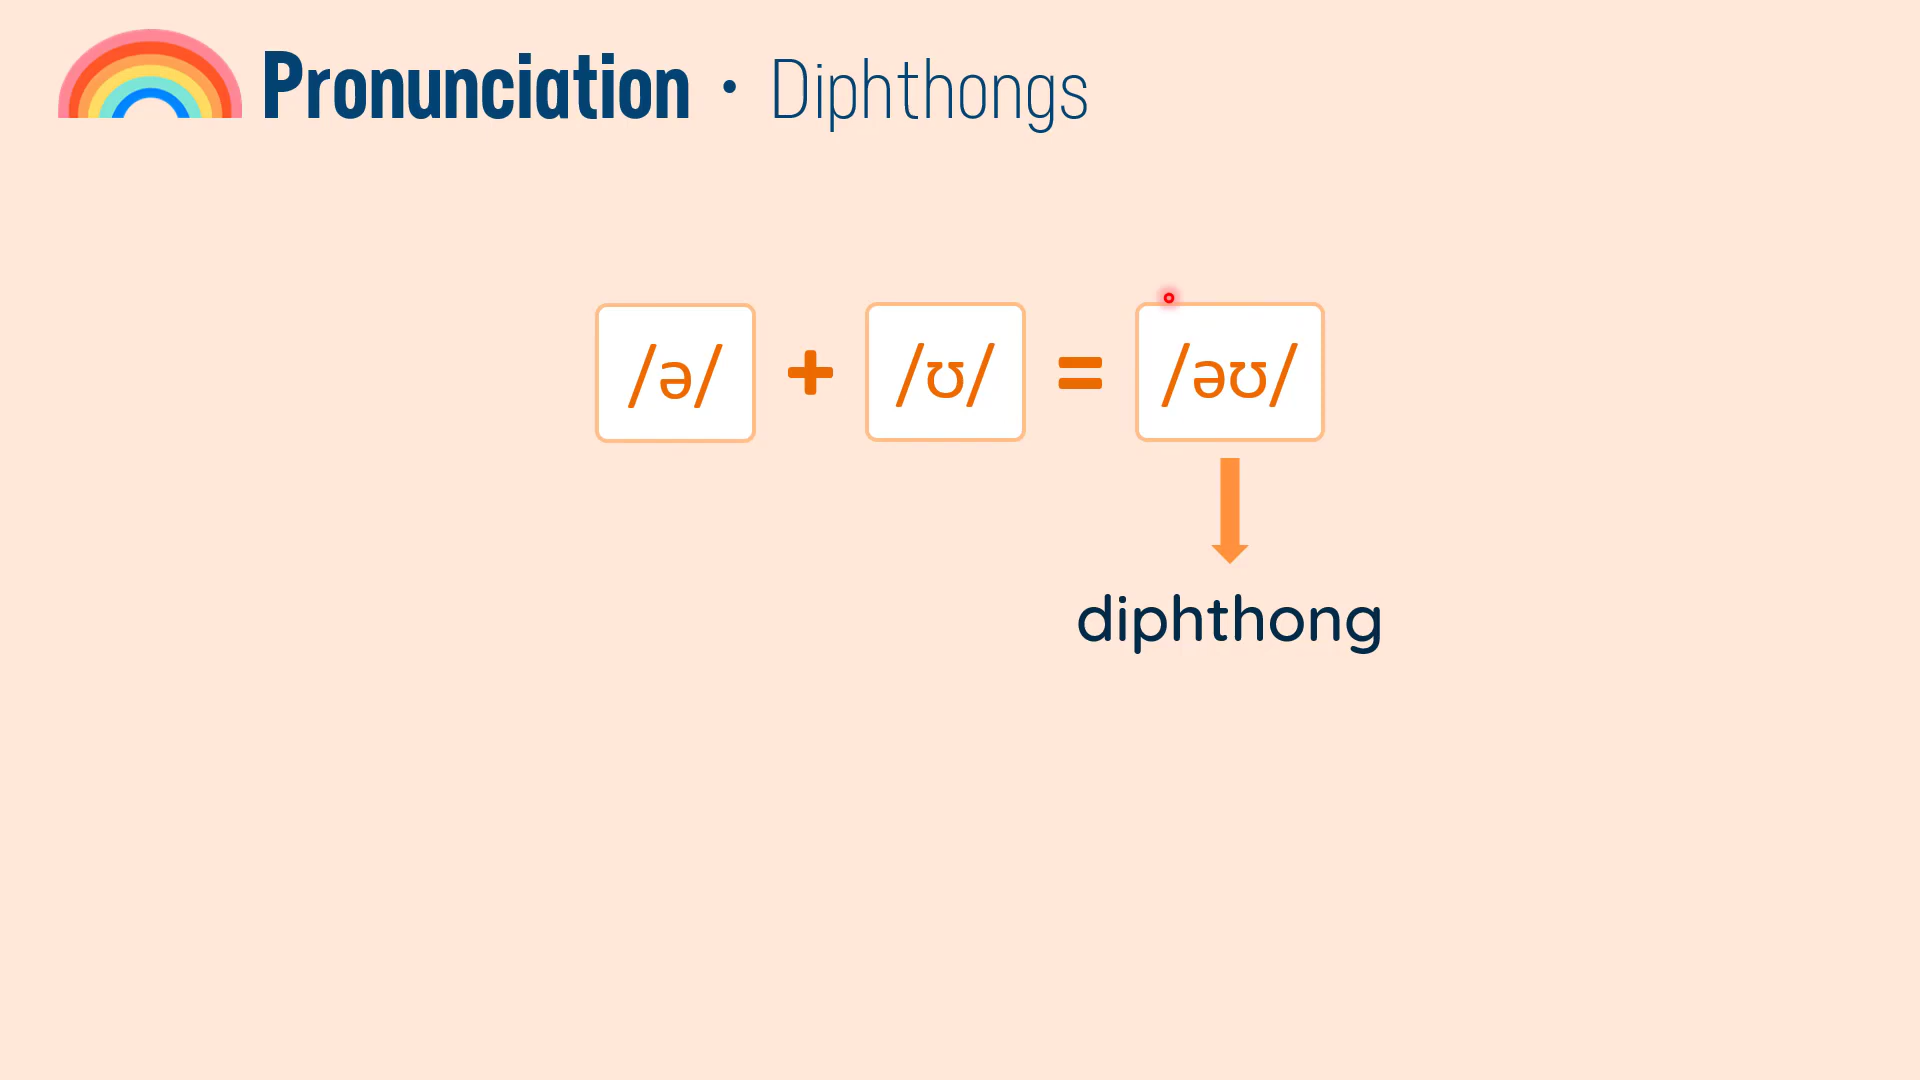 Pronunciation • Diphthongs
/ə/ + /ʊ/ = /əʊ/
diphthong